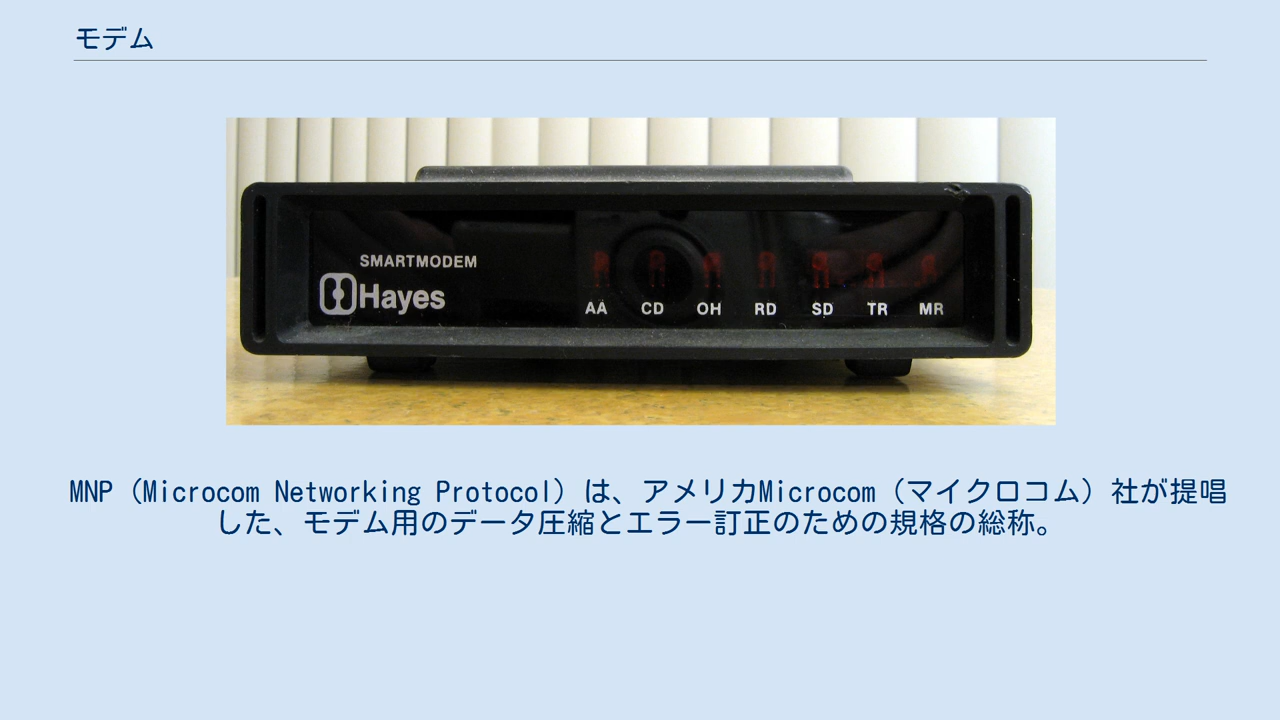 モデム
SMARTMODEM
Hayes
AA CD OH RD SD TR MR
MNP（Microcom Networking Protocol）は、アメリカMicrocom（マイクロコム）社が提唱
した、モデム用のデータ圧縮とエラー訂正のための規格の総称。